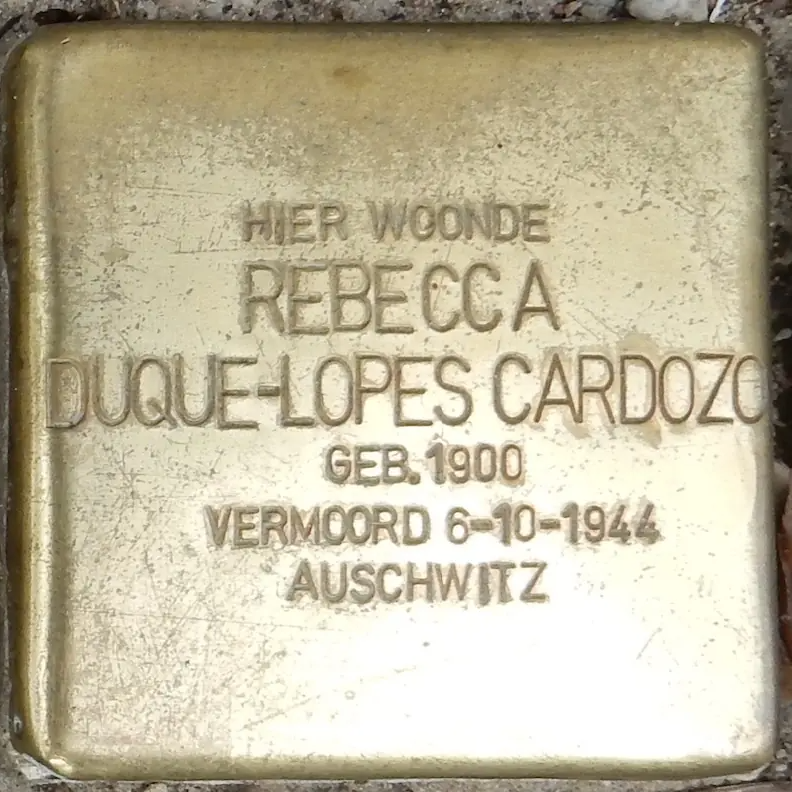 HIER WOONDE
REBECCA
DUQUE-LOPES CARDOZO
GEB. 1900
VERMOORD 6-10-1944
AUSCHWITZ